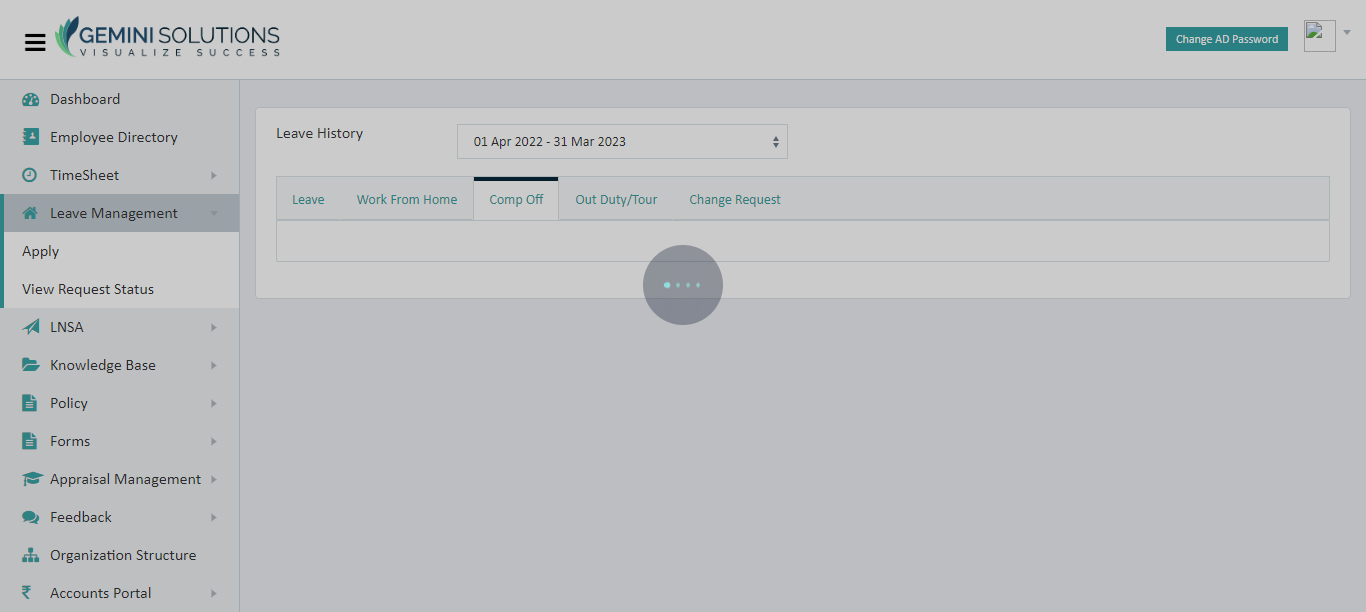 GEMINI SOLUTIONS
VISUALIZE SUCCESS
Change AD Password
Dashboard
Employee Directory
TimeSheet
Leave Management
Apply
View Request Status
LNSA
Knowledge Base
Policy
Forms
Appraisal Management
Feedback
Organization Structure
Accounts Portal
Leave History
01 Apr 2022 - 31 Mar 2023
Leave Work From Home Comp Off Out Duty/Tour Change Request